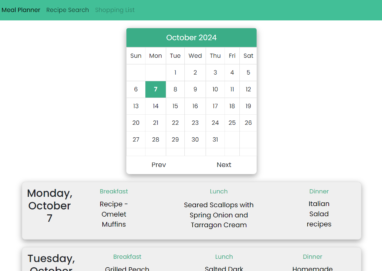 Meal Planner Recipe Search Shopping List
October 2024
Sun Mon Tue Wed Thu Fri Sat
1 2 3 4 5
6 7 8 9 10 11 12
13 14 15 16 17 18 19
20 21 22 23 24 25 26
27 28 29 30 31
Prev Next
Monday, October 7
Breakfast
Recipe -
Omelet
Muffins
Lunch
Seared Scallops with
Spring Onion and
Tarragon Cream
Dinner
Italian
Salad
recipes
Tuesday,
October
Breakfast
Grilled Peach
Lunch
Salted Dark
Dinner
Homemade